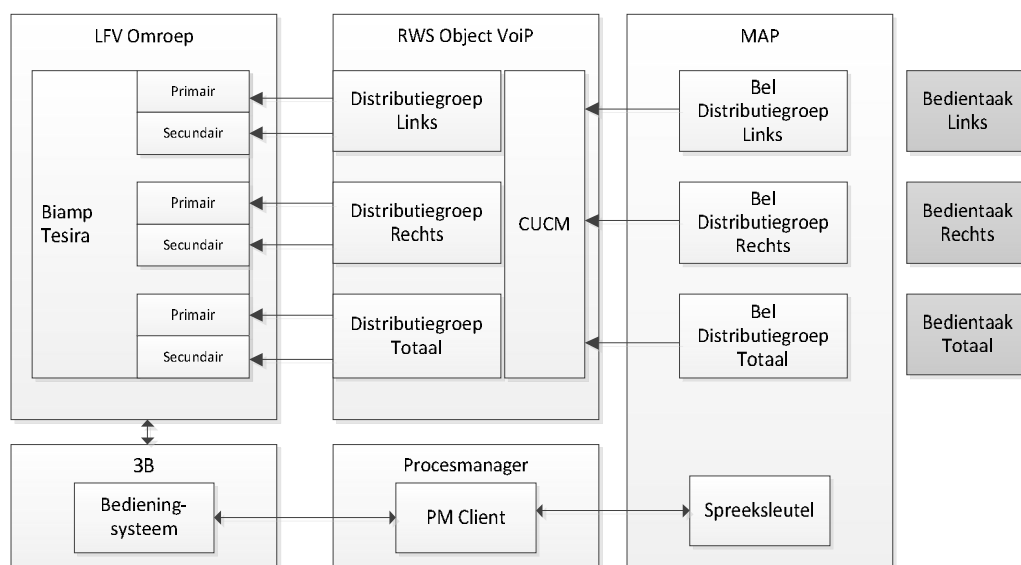 LFV Omroep
RWS Object VoiP
MAP
Biamp
Tesira
Primair
Secundair
Primair
Secundair
Primair
Secundair
Distributiegroep
Links
Distributiegroep
Rechts
Distributiegroep
Totaal
CUCM
Bel
Distributiegroep
Links
Bel
Distributiegroep
Rechts
Bel
Distributiegroep
Totaal
Bedientaak
Links
Bedientaak
Rechts
Bedientaak
Totaal
3B
Bediening-
systeem
Procesmanager
PM Client
Spreeksleutel